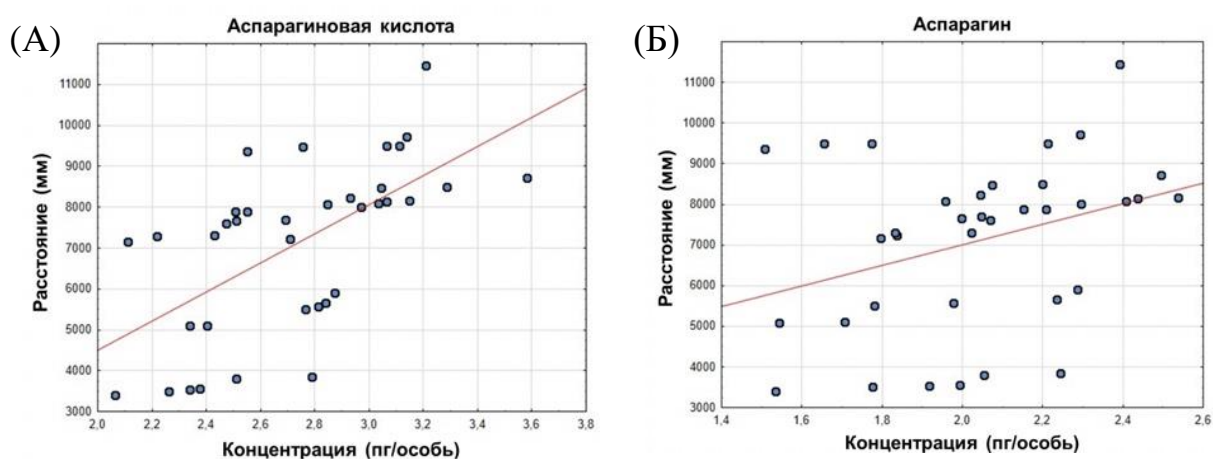 (А)
Аспарагиновая кислота
Расстояние (мм)
11000
10000
9000
8000
7000
6000
5000
4000
3000
2,0 2,2 2,4 2,6 2,8 3,0 3,2 3,4 3,6 3,8
Концентрация (пг/особь)
(Б)
Аспарагин
Расстояние (мм)
11000
10000
9000
8000
7000
6000
5000
4000
3000
1,4 1,6 1,8 2,0 2,2 2,4 2,6
Концентрация (пг/особь)